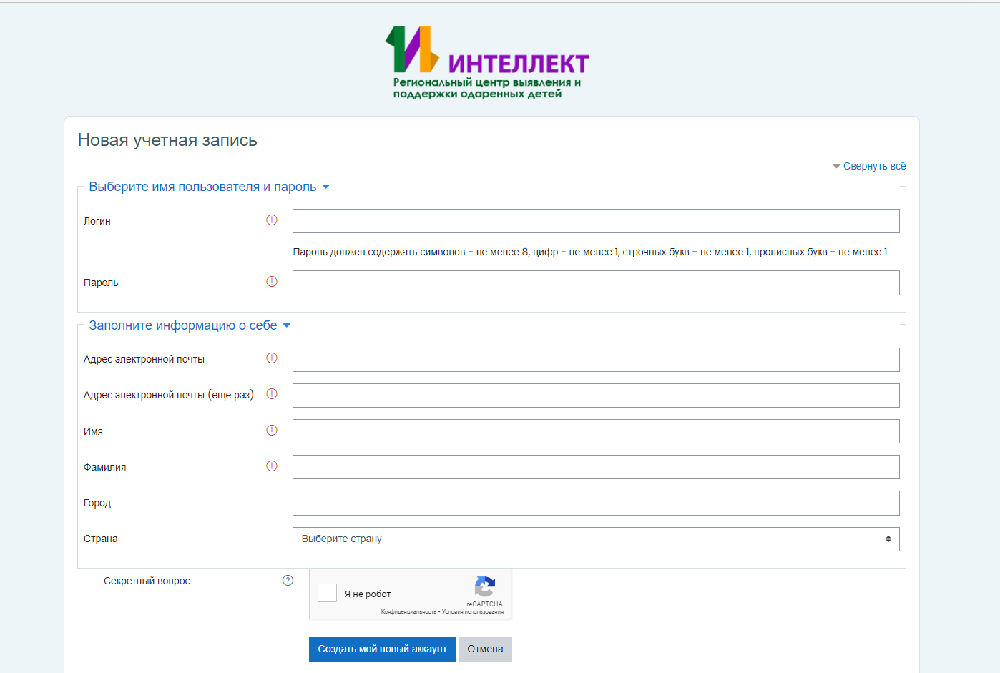 ИНТЕЛЛЕКТ
Региональный центр выявления и
поддержки одаренных детей
Новая учетная запись
Свернуть всё
Выберите имя пользователя и пароль
Логин
Пароль должен содержать символов - не менее 8, цифр - не менее 1, строчных букв - не менее 1, прописных букв - не менее 1
Пароль
Заполните информацию о себе
Адрес электронной почты
Адрес электронной почты (еще раз)
Имя
Фамилия
Город
Страна Выберите страну
Секретный вопрос
Я не робот
reCAPTCHA
Конфиденциальность - Условия использования
Создать мой новый аккаунт Отмена